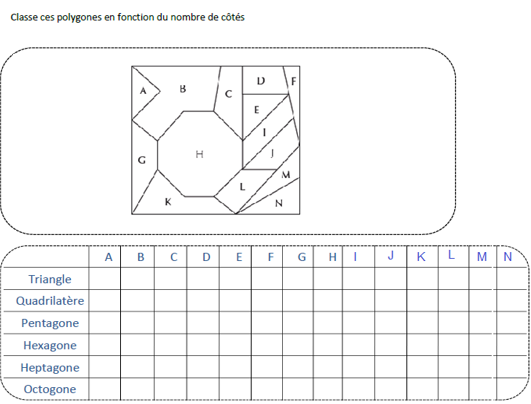 Classe ces polygones en fonction du nombre de côtés
A B C D F
E
I
G H J
M
L
K N
A B C D E F G H I J K L M N
Triangle
Quadrilatère
Pentagone
Hexagone
Heptagone
Octogone